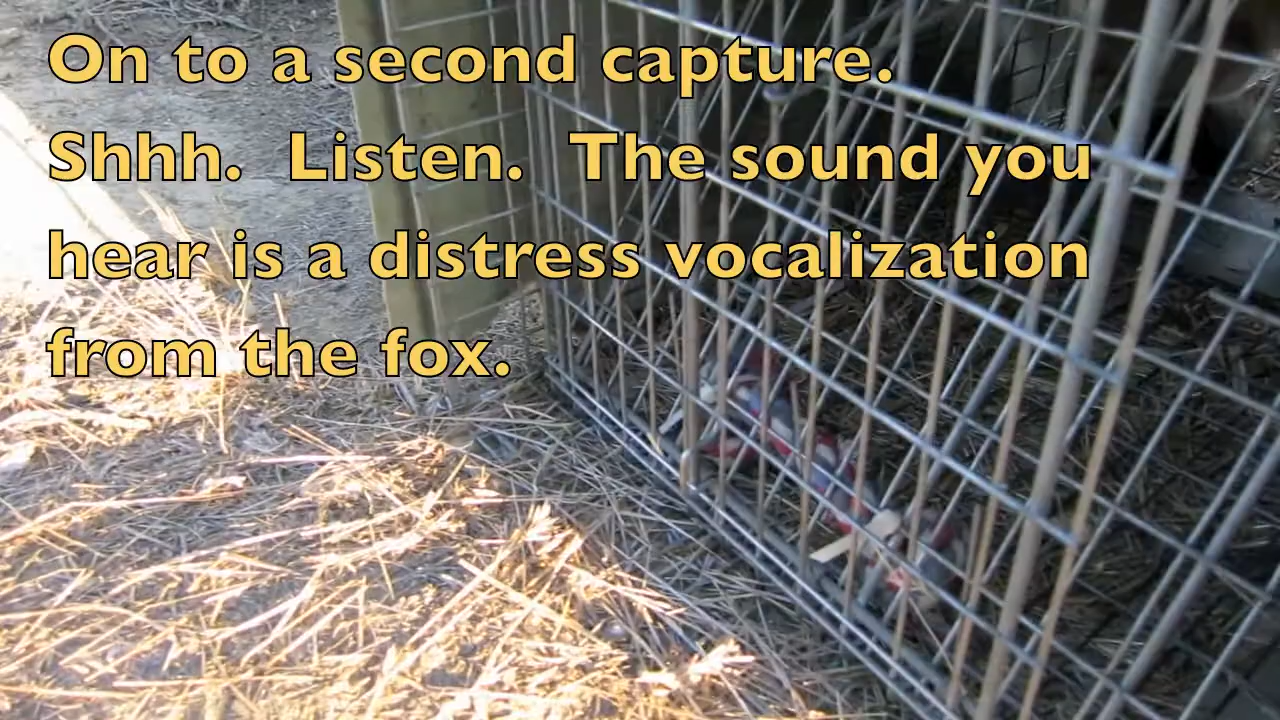 On to a second capture.
Shhh.  Listen.  The sound you
hear is a distress vocalization
from the fox.